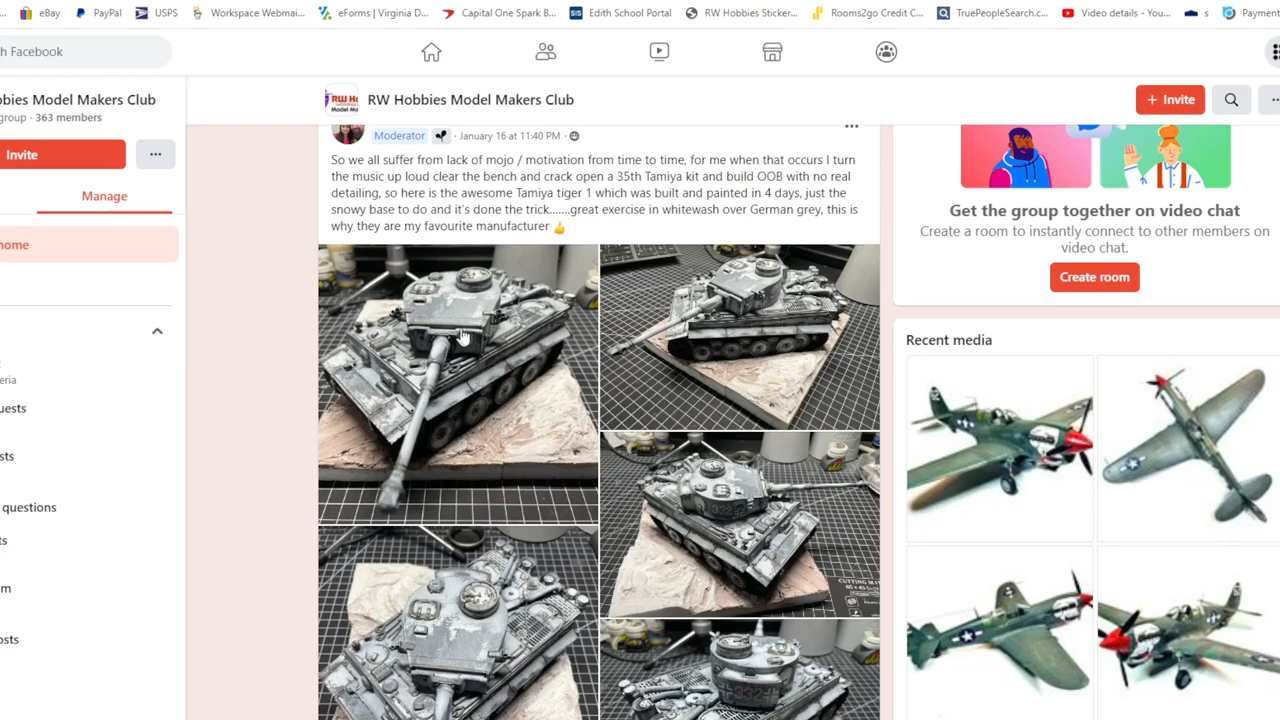 eBay
PayPal
USPS
Workspace Webmai...
eForms | Virginia D...
Capital One Spark B...
SIS
Edith School Portal
RW Hobbies Sticker...
Rooms2go Credit C...
TruePeopleSearch.c...
Video details - You...
s
Payment
h Facebook
bies Model Makers Club
group · 363 members
Invite
Manage
home
eria
uests
sts
questions
ts
m
osts
RW Hobbies Model Makers Club
+ Invite
Moderator · January 16 at 11:40 PM ·
So we all suffer from lack of mojo / motivation from time to time, for me when that occurs I turn
the music up loud clear the bench and crack open a 35th Tamiya kit and build OOB with no real
detailing, so here is the awesome Tamiya tiger 1 which was built and painted in 4 days, just the
snowy base to do and it's done the trick.......great exercise in whitewash over German grey, this is
why they are my favourite manufacturer 👍
332
CUTTING MA
332
Get the group together on video chat
Create a room to instantly connect to other members on
video chat.
Create room
Recent media